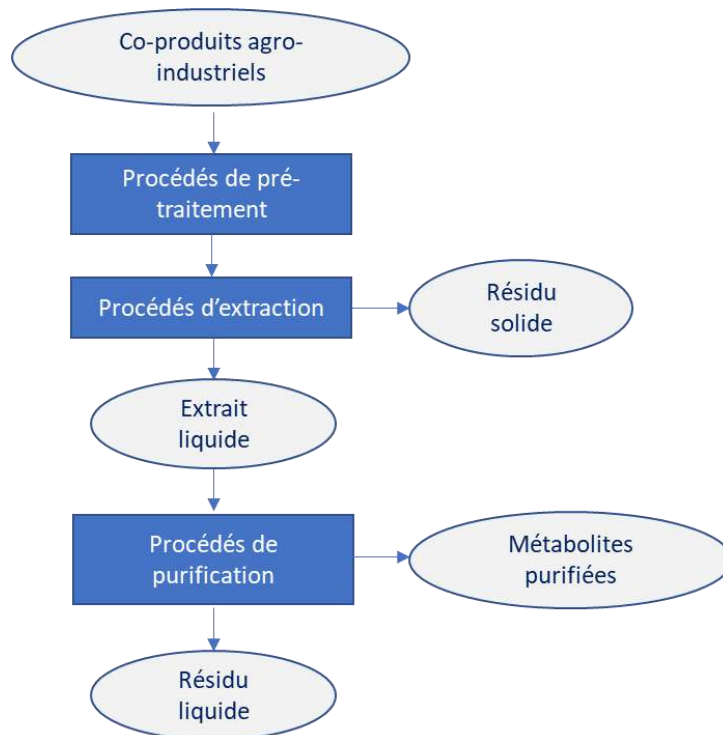 Co-produits agro-
industriels
Procédés de pré-
traitement
Procédés d'extraction
Résidu
solide
Extrait
liquide
Procédés de
purification
Métabolites
purifiées
Résidu
liquide